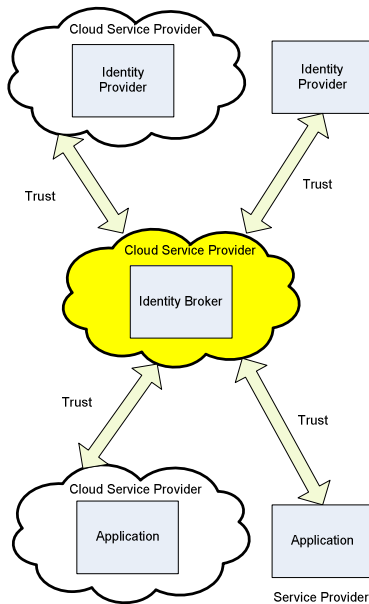 Cloud Service Provider
Identity
Provider
Identity
Provider
Trust
Trust
Cloud Service Provider
Identity Broker
Trust
Trust
Cloud Service Provider
Application
Application
Service Provider